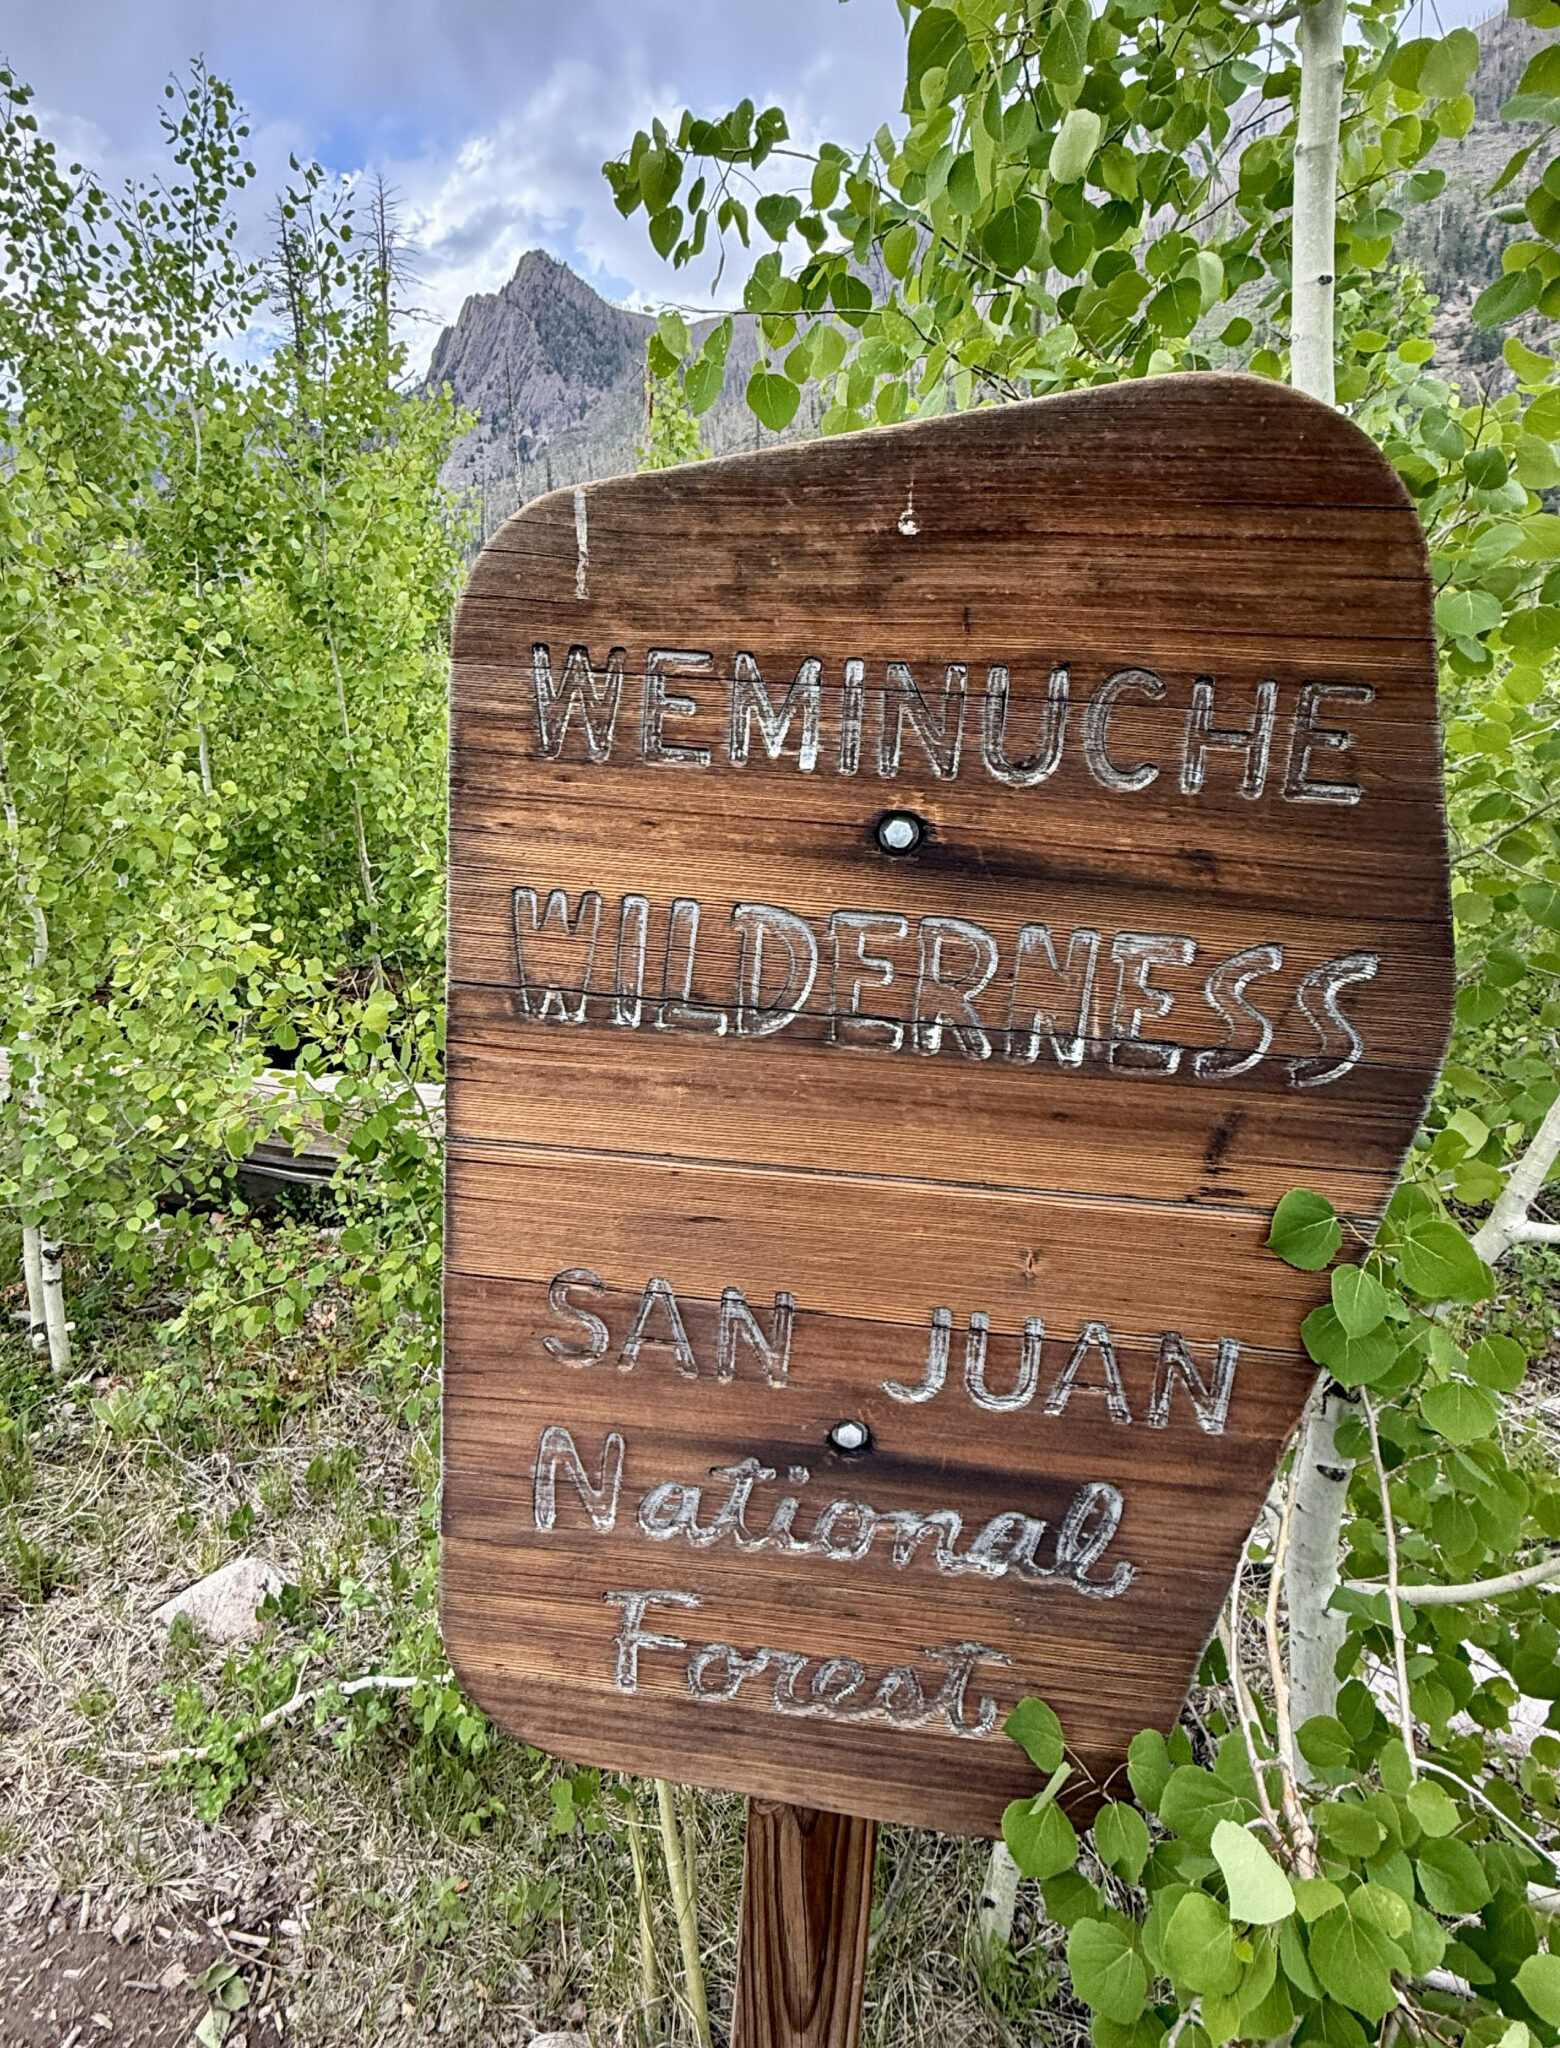 WEMINUCHE
WILDERNESS
SAN JUAN
National
Forest